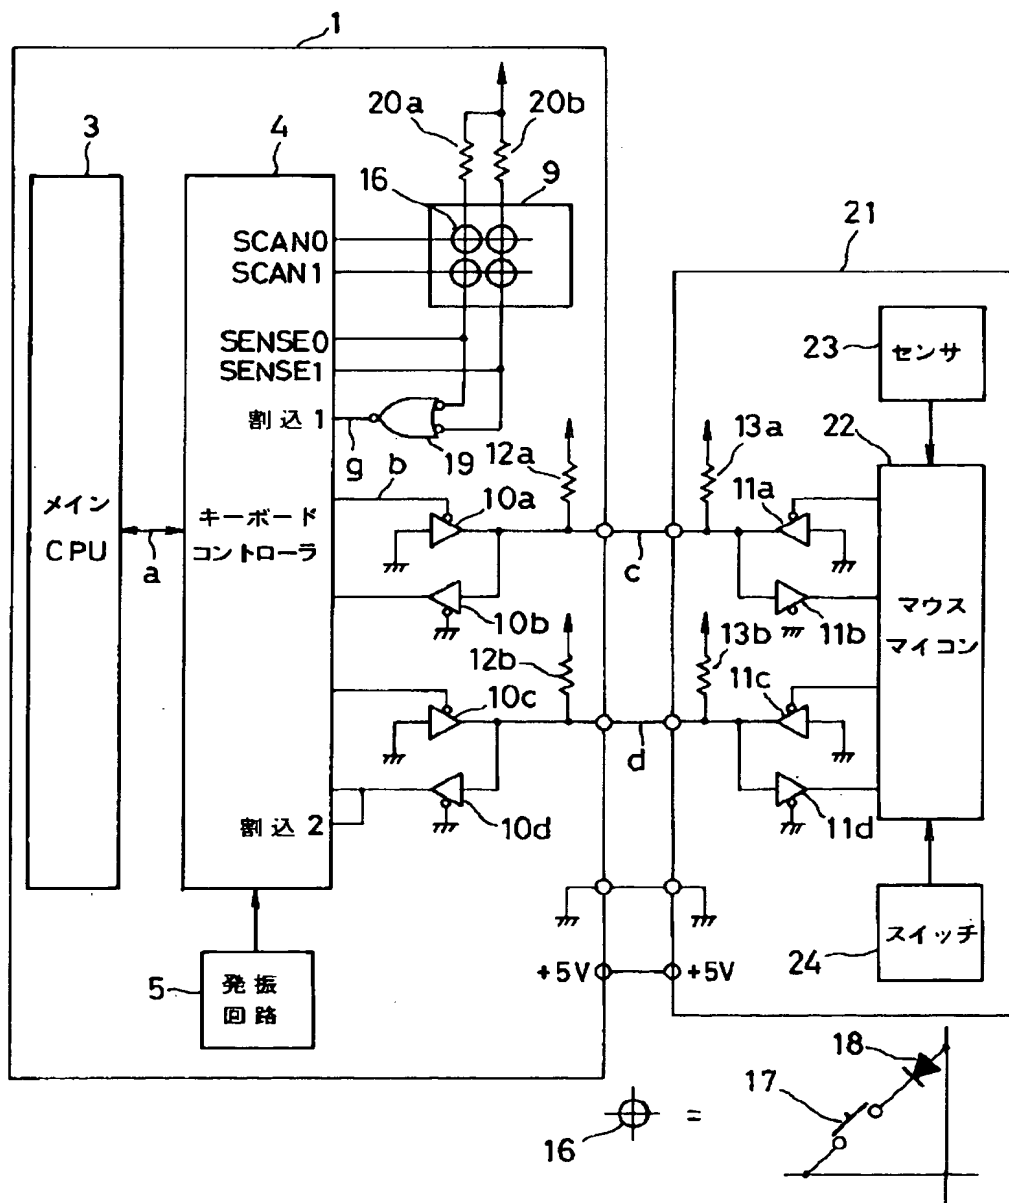 1
3
4
20a
20b
16
9
SCAN0
SCAN1
SENSE0
SENSE1
割込1
g
19
b
12a
10a
メイン
CPU
a
キーボード
コントローラ
10b
12b
10c
割込2
10d
c
d
5
発振
回路
+5V
+5V
21
23
センサ
22
13a
11a
11b
マウス
マイコン
13b
11c
11d
24
スイッチ
16
=
17
18